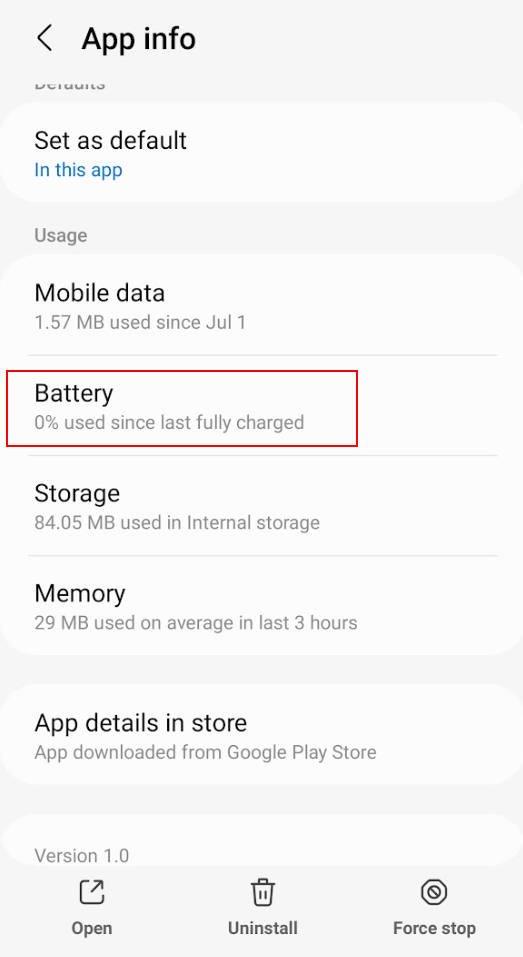 App info
Defaults
Set as default
In this app
Usage
Mobile data
1.57 MB used since Jul 1
Battery
0% used since last fully charged
Storage
84.05 MB used in Internal storage
Memory
29 MB used on average in last 3 hours
App details in store
App downloaded from Google Play Store
Version 1.0
Open
Uninstall
Force stop